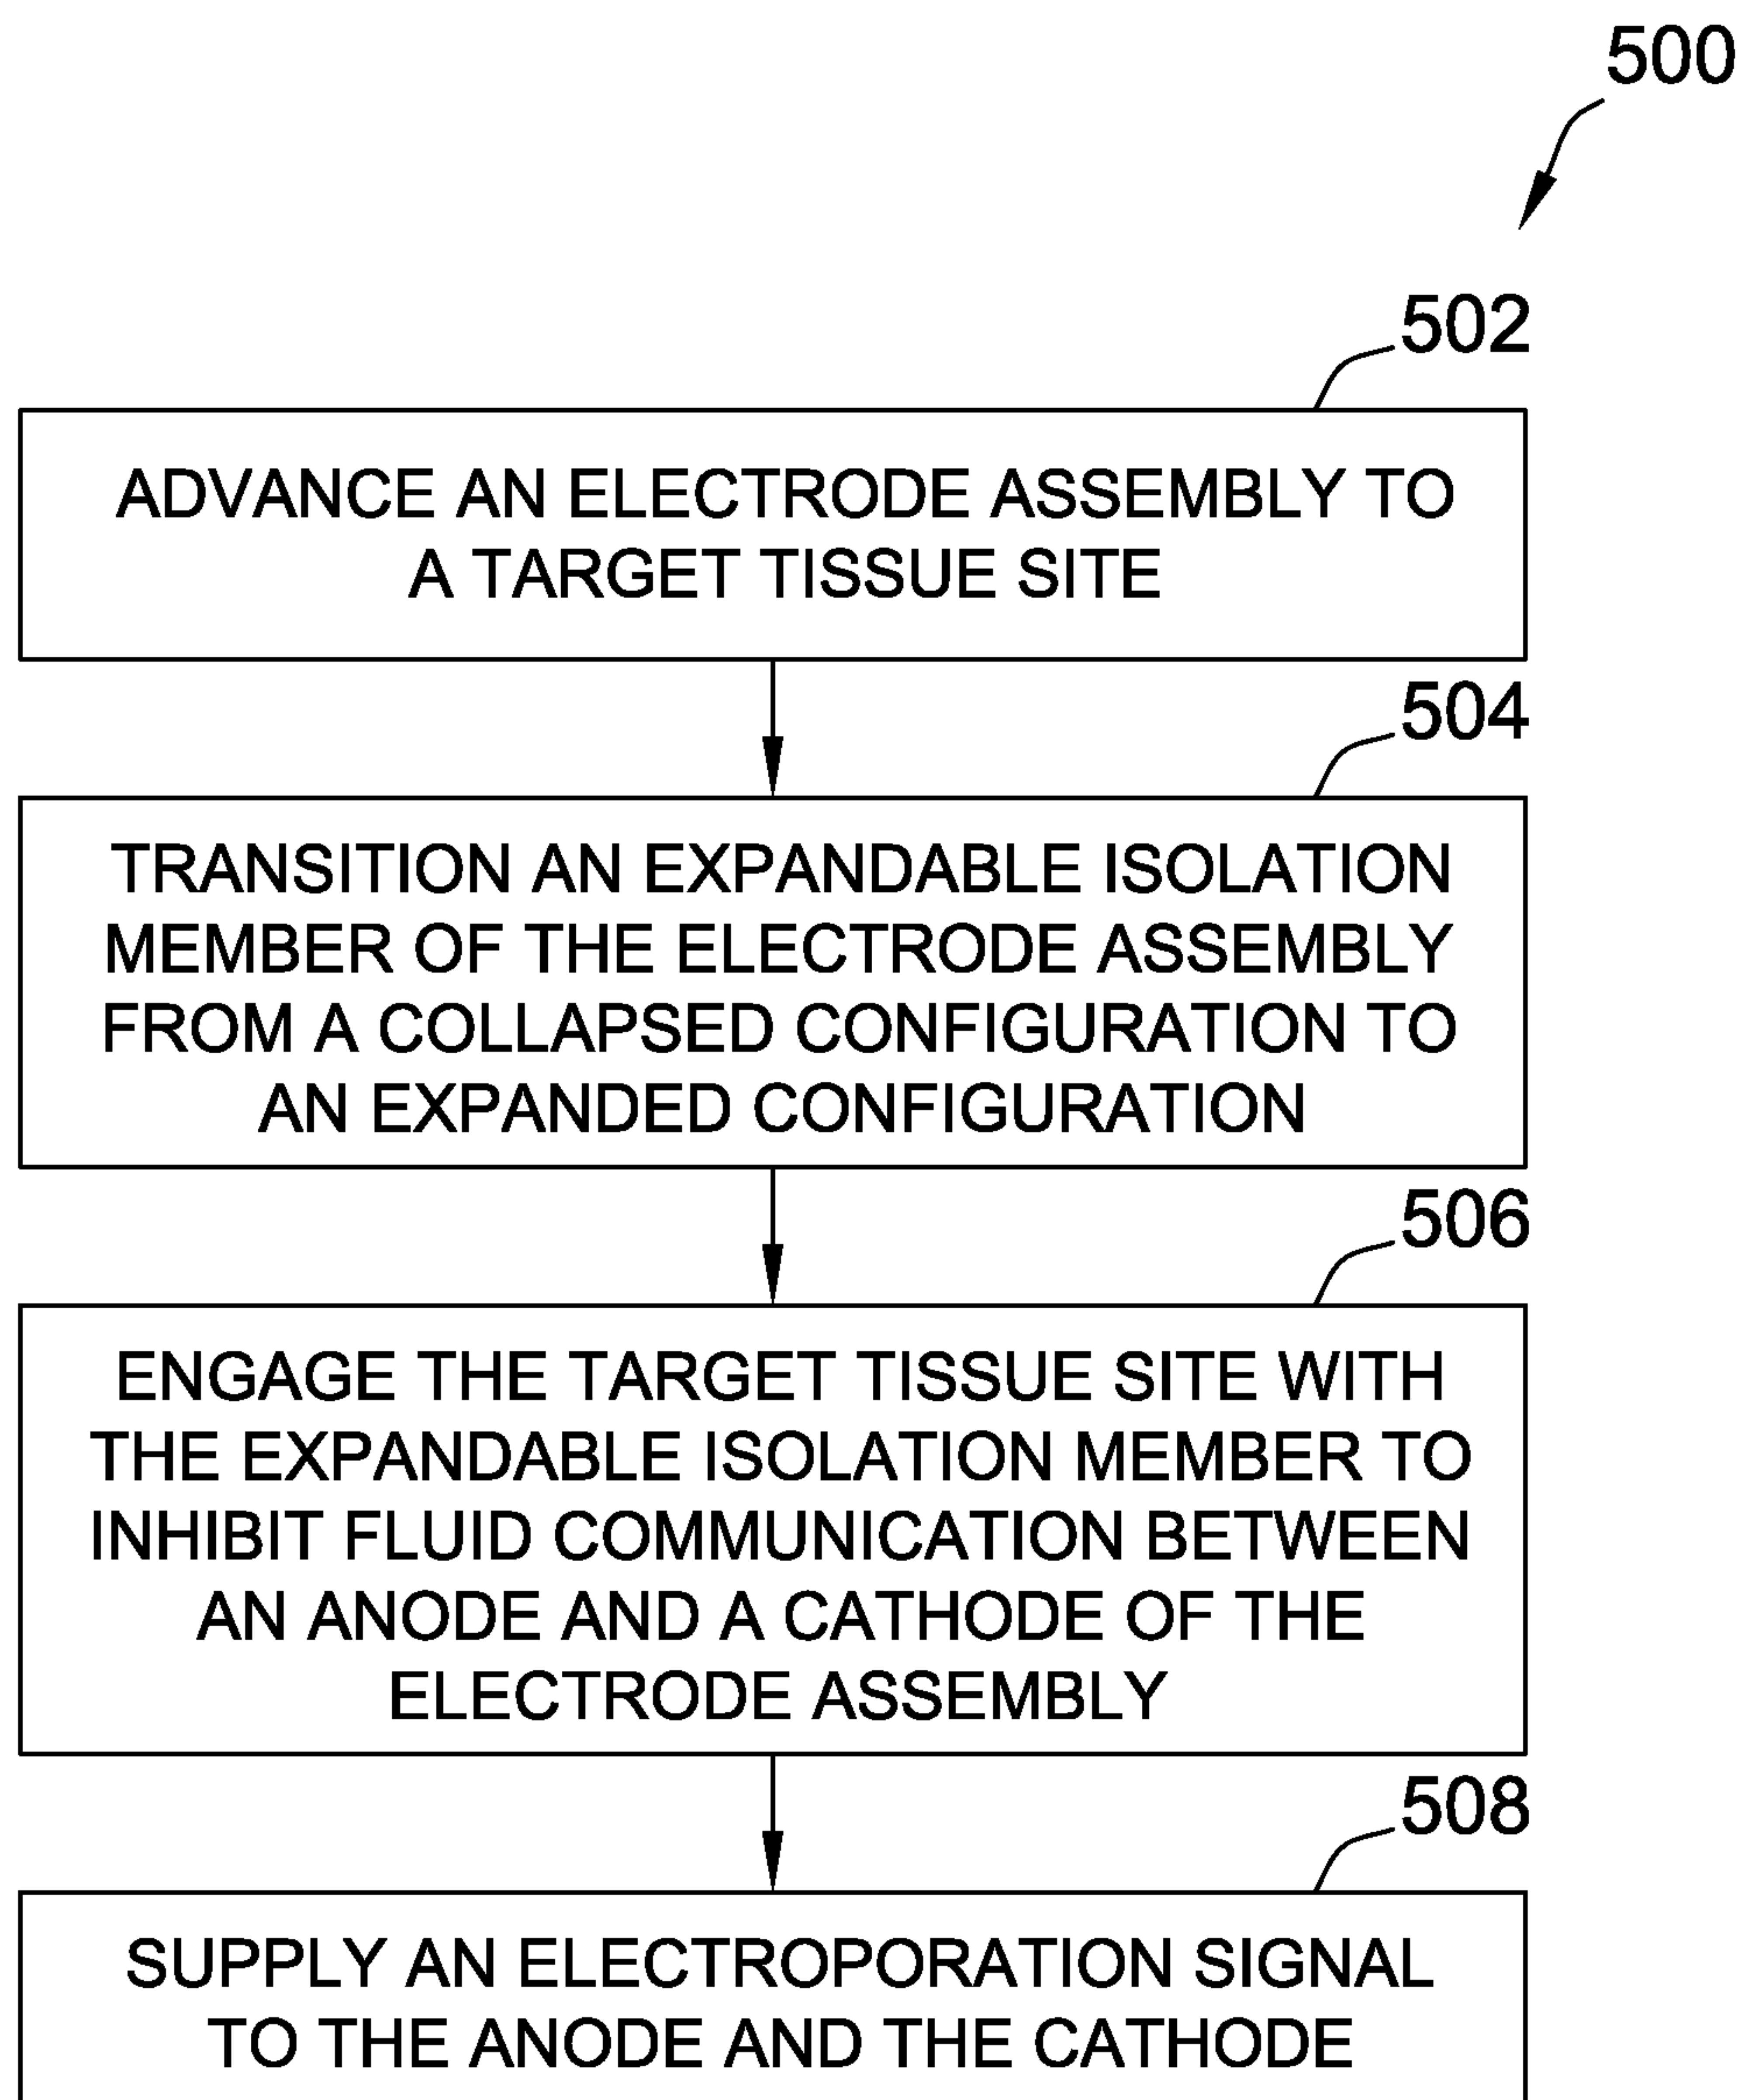 500
502
ADVANCE AN ELECTRODE ASSEMBLY TO
A TARGET TISSUE SITE
504
TRANSITION AN EXPANDABLE ISOLATION
MEMBER OF THE ELECTRODE ASSEMBLY
FROM A COLLAPSED CONFIGURATION TO
AN EXPANDED CONFIGURATION
506
ENGAGE THE TARGET TISSUE SITE WITH
THE EXPANDABLE ISOLATION MEMBER TO
INHIBIT FLUID COMMUNICATION BETWEEN
AN ANODE AND A CATHODE OF THE
ELECTRODE ASSEMBLY
508
SUPPLY AN ELECTROPORATION SIGNAL
TO THE ANODE AND THE CATHODE